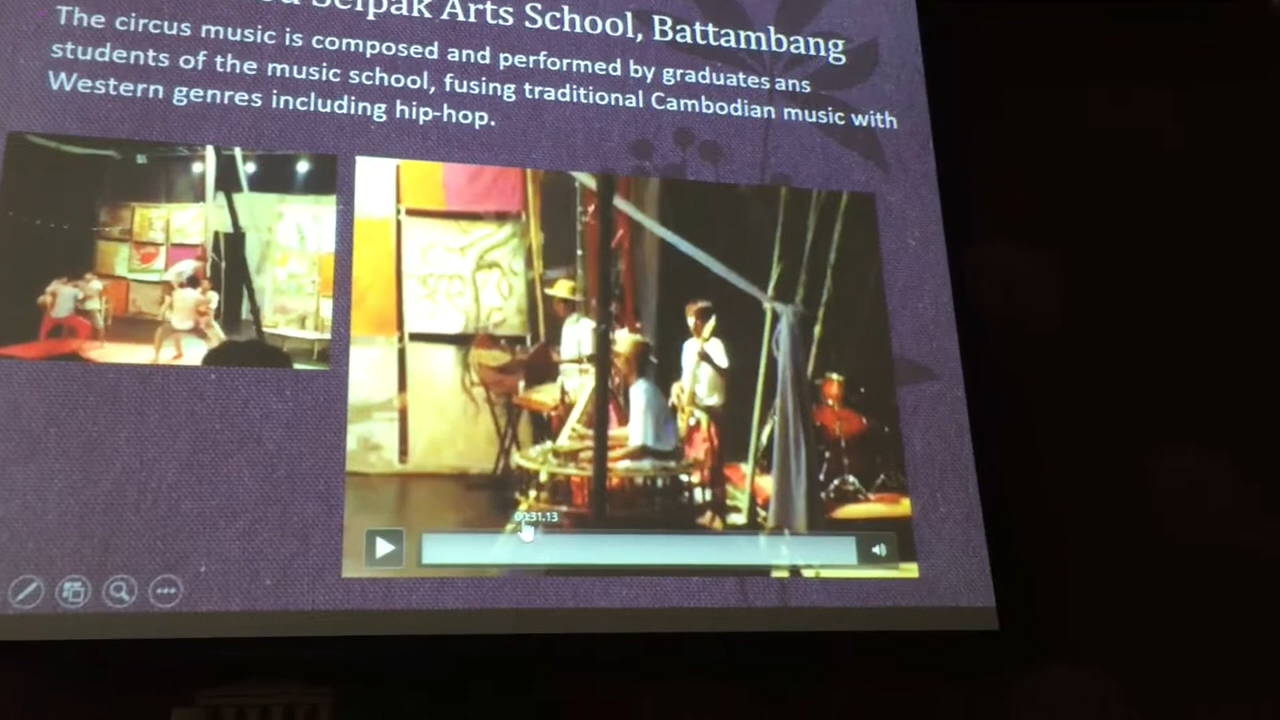 Selpak Arts School, Battambang
The circus music is composed and performed by graduates ans
students of the music school, fusing traditional Cambodian music with
Western genres including hip-hop.
00:31.13